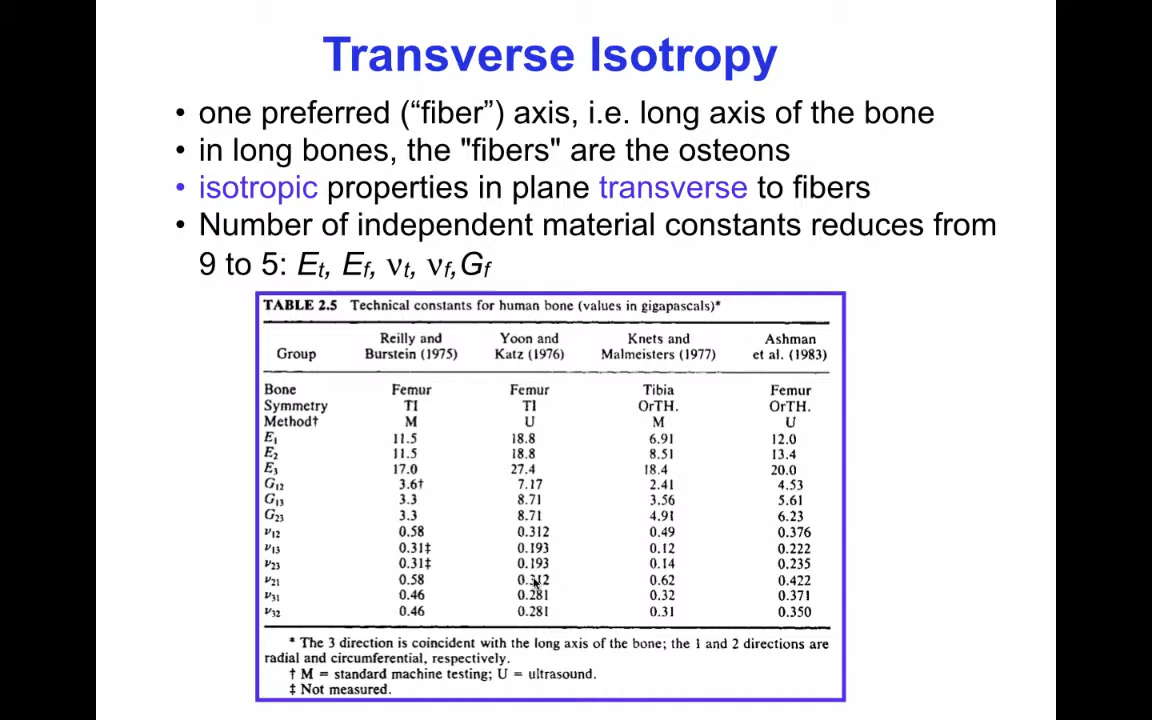 Transverse Isotropy
• one preferred (“fiber”) axis, i.e. long axis of the bone
• in long bones, the "fibers" are the osteons
• isotropic properties in plane transverse to fibers
• Number of independent material constants reduces from
9 to 5: Et, Ef, νt, νf, Gf
TABLE 2.5 Technical constants for human bone (values in gigapascals)*
Reilly and Yoon and Knets and Ashman
Group Burstein (1975) Katz (1976) Malmeisters (1977) et al. (1983)
Bone Femur Femur Tibia Femur
Symmetry TI TI OrTH. OrTH.
Method† M U M U
E1 11.5 18.8 6.91 12.0
E2 11.5 18.8 8.51 13.4
E3 17.0 27.4 18.4 20.0
G12 3.6† 7.17 2.41 4.53
G13 3.3 8.71 3.56 5.61
G23 3.3 8.71 4.91 6.23
ν12 0.58 0.312 0.49 0.376
ν13 0.31‡ 0.193 0.12 0.222
ν23 0.31‡ 0.193 0.14 0.235
ν21 0.58 0.312 0.62 0.422
ν31 0.46 0.281 0.32 0.371
ν32 0.46 0.281 0.31 0.350
* The 3 direction is coincident with the long axis of the bone; the 1 and 2 directions are
radial and circumferential, respectively.
† M = standard machine testing; U = ultrasound.
‡ Not measured.